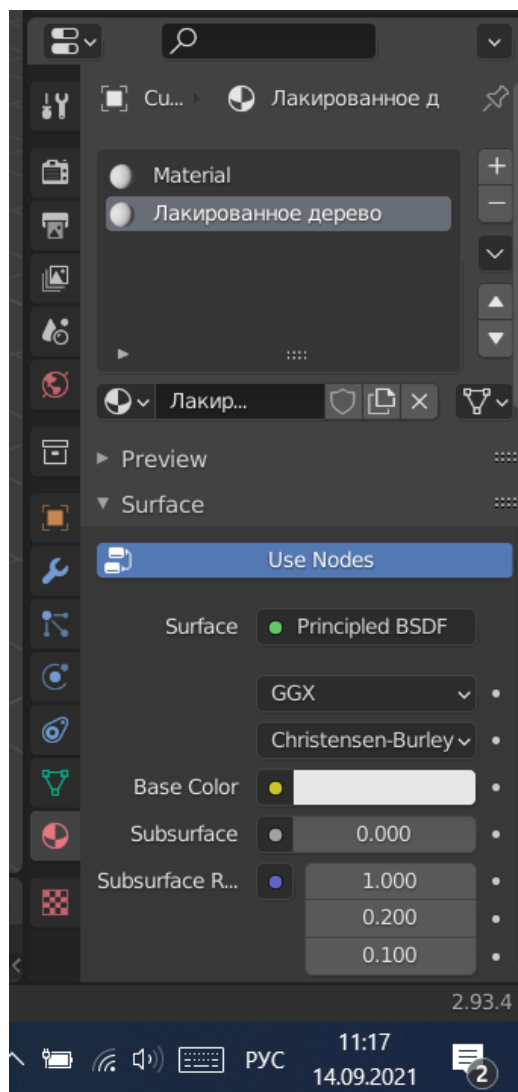 Cu... Лакированное д
Material
Лакированное дерево
Лакир...
Preview
Surface
Use Nodes
Surface Principled BSDF
GGX
Christensen-Burley
Base Color
Subsurface 0.000
Subsurface R... 1.000
0.200
0.100
2.93.4
РУС 11:17
14.09.2021 2